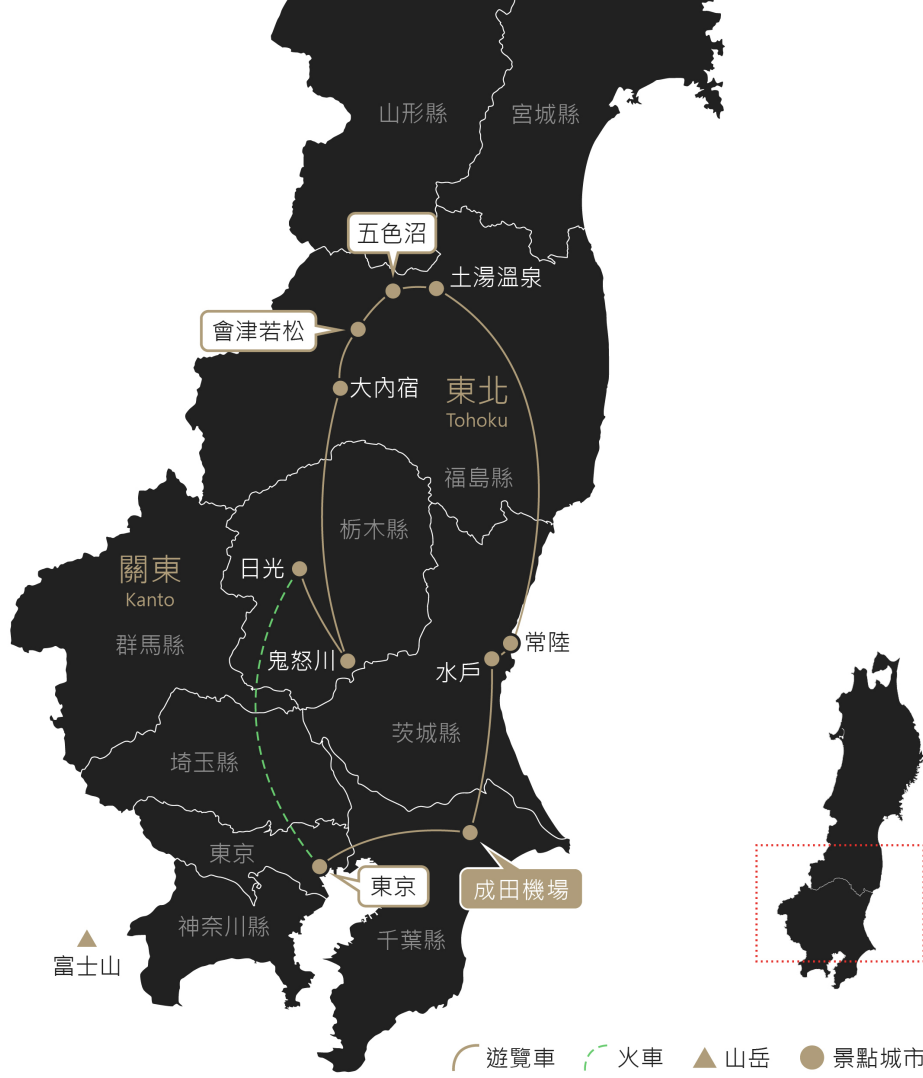 山形縣
宮城縣
五色沼
土湯溫泉
會津若松
大內宿
東北
Tohoku
福島縣
栃木縣
日光
關東
Kanto
群馬縣
鬼怒川
常陸
水戶
茨城縣
埼玉縣
東京
東京
成田機場
神奈川縣
千葉縣
富士山
遊覽車
火車
山岳
景點城市